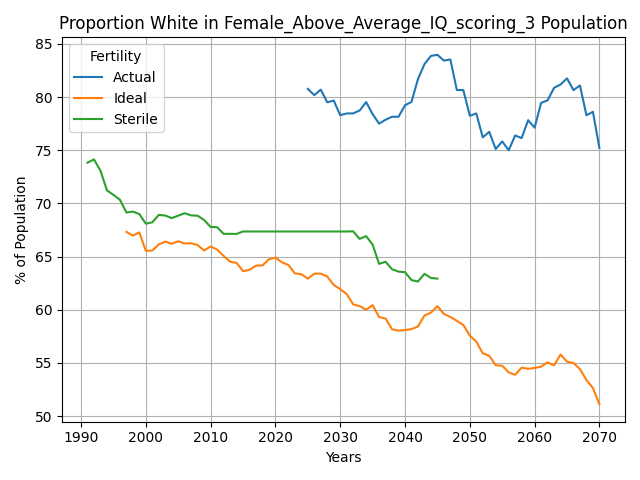 Proportion White in Female_Above_Average_IQ_scoring_3 Population
Fertility
Actual
Ideal
Sterile
% of Population
85
80
75
70
65
60
55
50
1990 2000 2010 2020 2030 2040 2050 2060 2070
Years